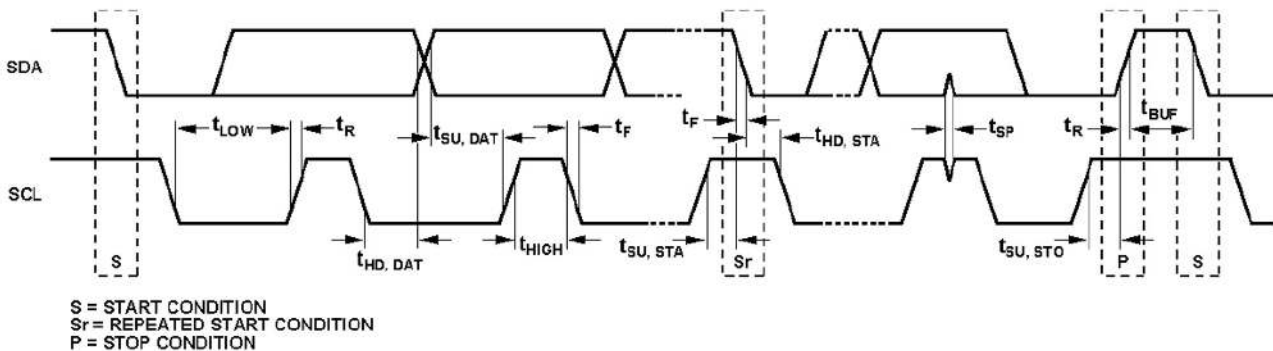 SDA
tLOW
tR
tSU, DAT
tF
tF
tHD, STA
tSP
tR
tBUF
SCL
S
tHD, DAT
tHIGH
tSU, STA
Sr
tSU, STO
P
S
S = START CONDITION
Sr = REPEATED START CONDITION
P = STOP CONDITION